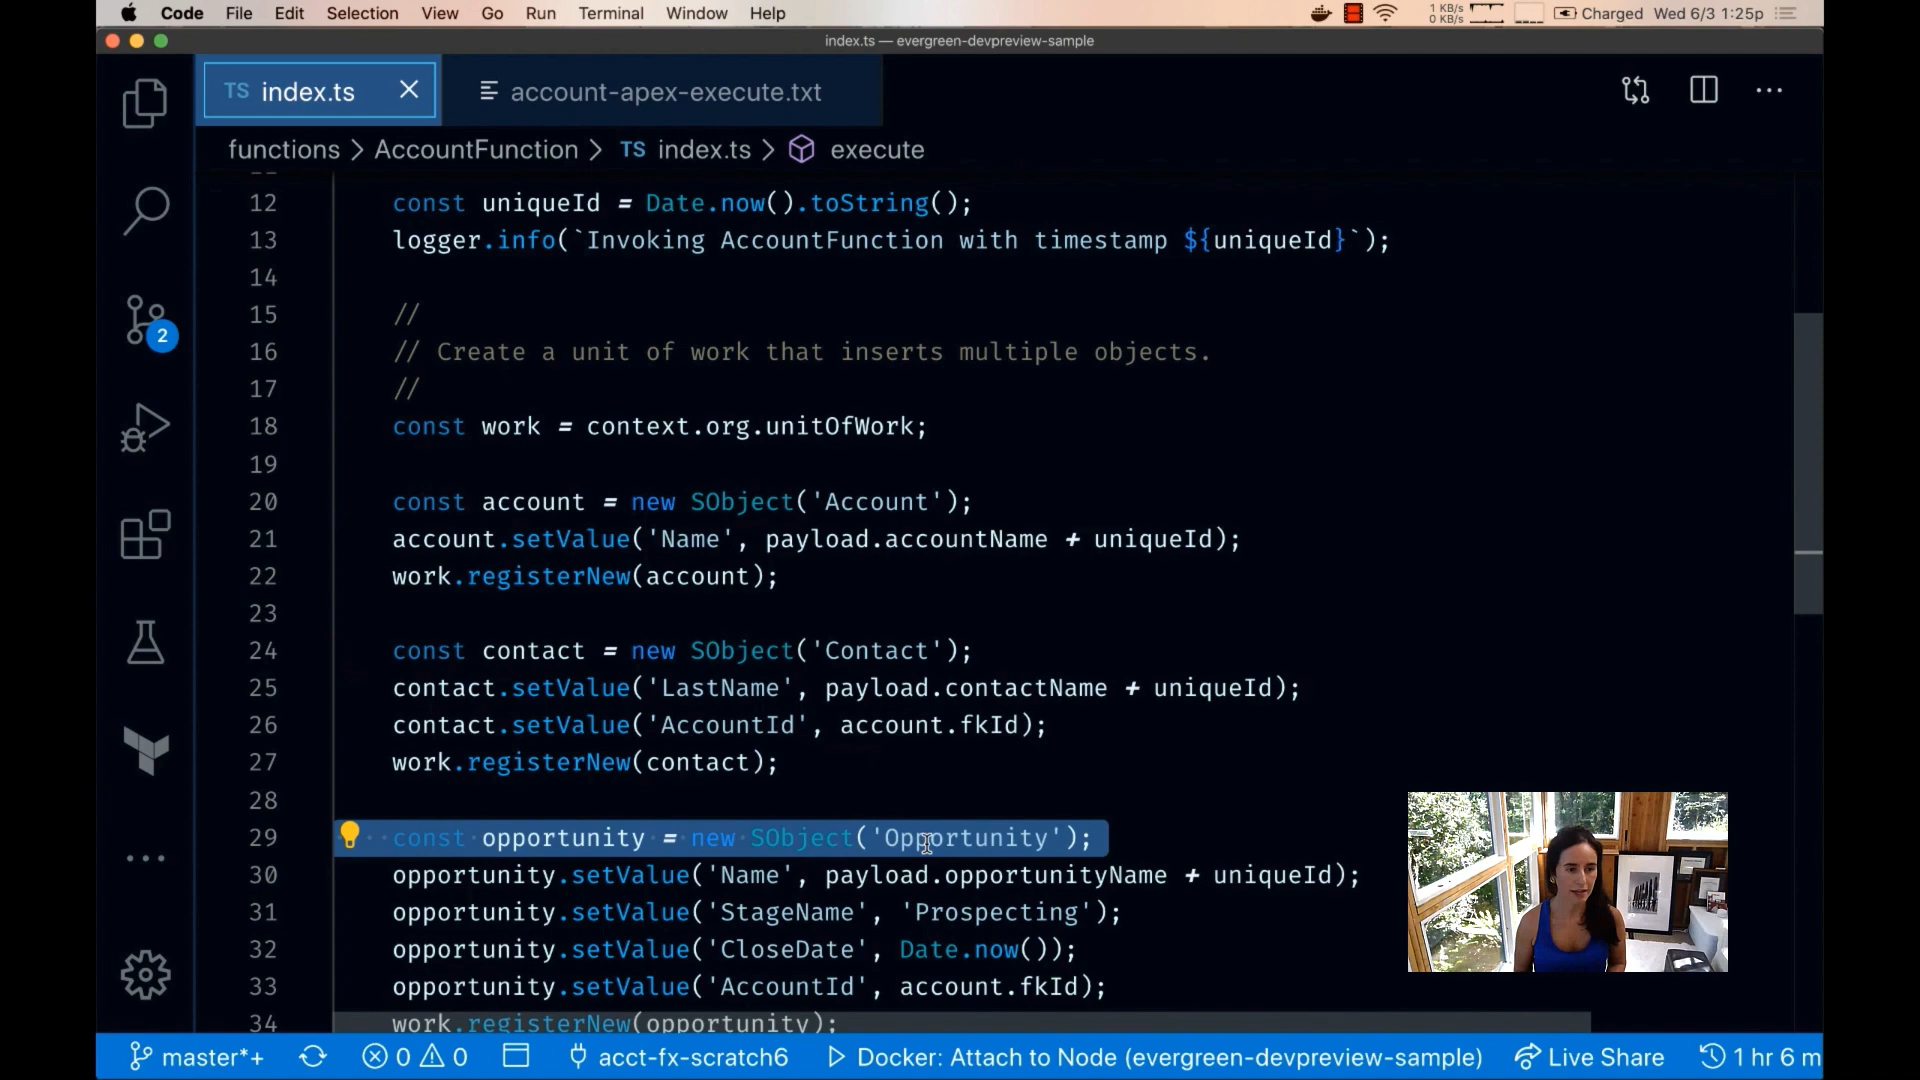 Code File Edit Selection View Go Run Terminal Window Help 1 KB/s 0 KB/s Charged Wed 6/3 1:25p
index.ts — evergreen-devpreview-sample
TS index.ts account-apex-execute.txt
functions > AccountFunction > TS index.ts > execute
12 const uniqueId = Date.now().toString();
13 logger.info(`Invoking AccountFunction with timestamp ${uniqueId}`);
14
15 //
16 // Create a unit of work that inserts multiple objects.
17 //
18 const work = context.org.unitOfWork;
19
20 const account = new SObject('Account');
21 account.setValue('Name', payload.accountName + uniqueId);
22 work.registerNew(account);
23
24 const contact = new SObject('Contact');
25 contact.setValue('LastName', payload.contactName + uniqueId);
26 contact.setValue('AccountId', account.fkId);
27 work.registerNew(contact);
28
29 const opportunity = new SObject('Opportunity');
30 opportunity.setValue('Name', payload.opportunityName + uniqueId);
31 opportunity.setValue('StageName', 'Prospecting');
32 opportunity.setValue('CloseDate', Date.now());
33 opportunity.setValue('AccountId', account.fkId);
34 work.registerNew(opportunity);
2
master*+ 0 0 acct-fx-scratch6 Docker: Attach to Node (evergreen-devpreview-sample) Live Share 1 hr 6 m